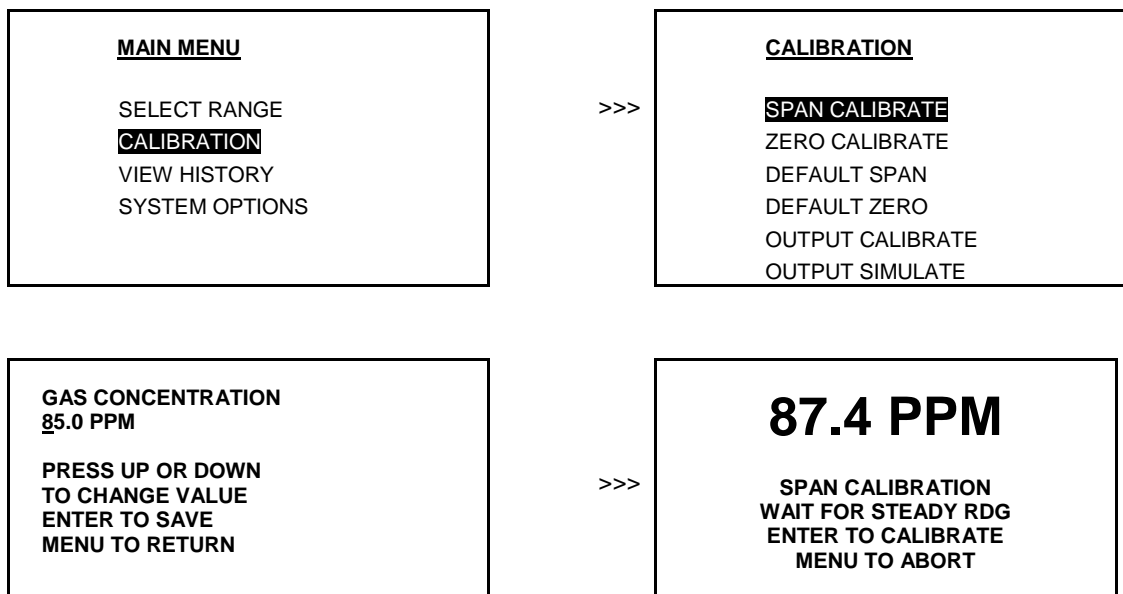 MAIN MENU
SELECT RANGE
CALIBRATION
VIEW HISTORY
SYSTEM OPTIONS
>>>
CALIBRATION
SPAN CALIBRATE
ZERO CALIBRATE
DEFAULT SPAN
DEFAULT ZERO
OUTPUT CALIBRATE
OUTPUT SIMULATE
GAS CONCENTRATION
85.0 PPM
PRESS UP OR DOWN
TO CHANGE VALUE
ENTER TO SAVE
MENU TO RETURN
>>>
87.4 PPM
SPAN CALIBRATION
WAIT FOR STEADY RDG
ENTER TO CALIBRATE
MENU TO ABORT